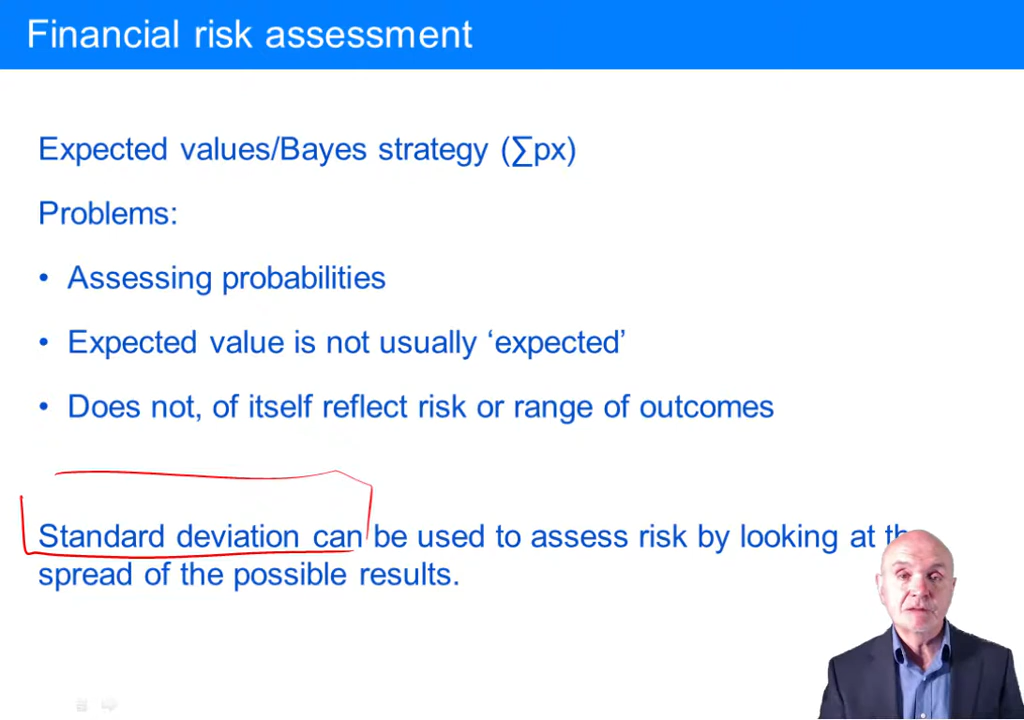 Financial risk assessment
Expected values/Bayes strategy (∑px)
Problems:
• Assessing probabilities
• Expected value is not usually ‘expected’
• Does not, of itself reflect risk or range of outcomes
Standard deviation can be used to assess risk by looking at
spread of the possible results.